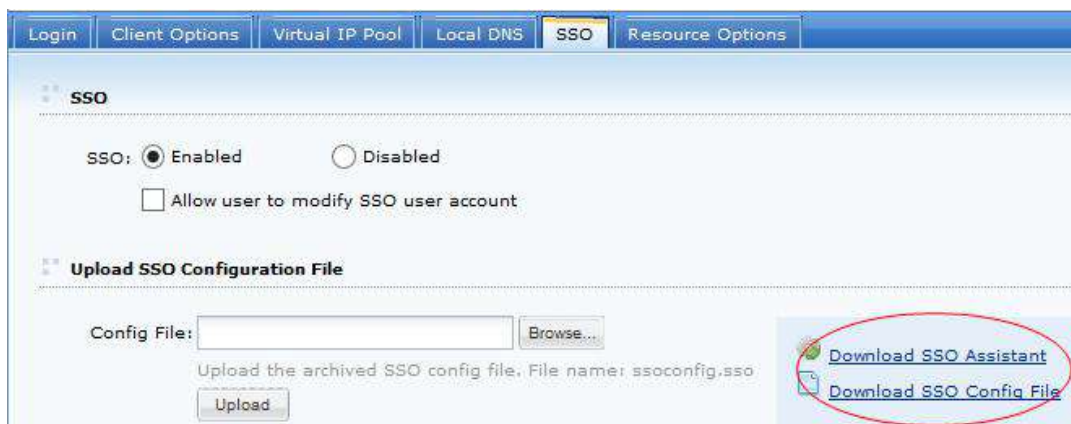 Login Client Options Virtual IP Pool Local DNS SSO Resource Options
SSO
SSO: Enabled Disabled
Allow user to modify SSO user account
Upload SSO Configuration File
Config File: Browse...
Upload the archived SSO config file. File name: ssoconfig.sso
Upload
Download SSO Assistant
Download SSO Config File